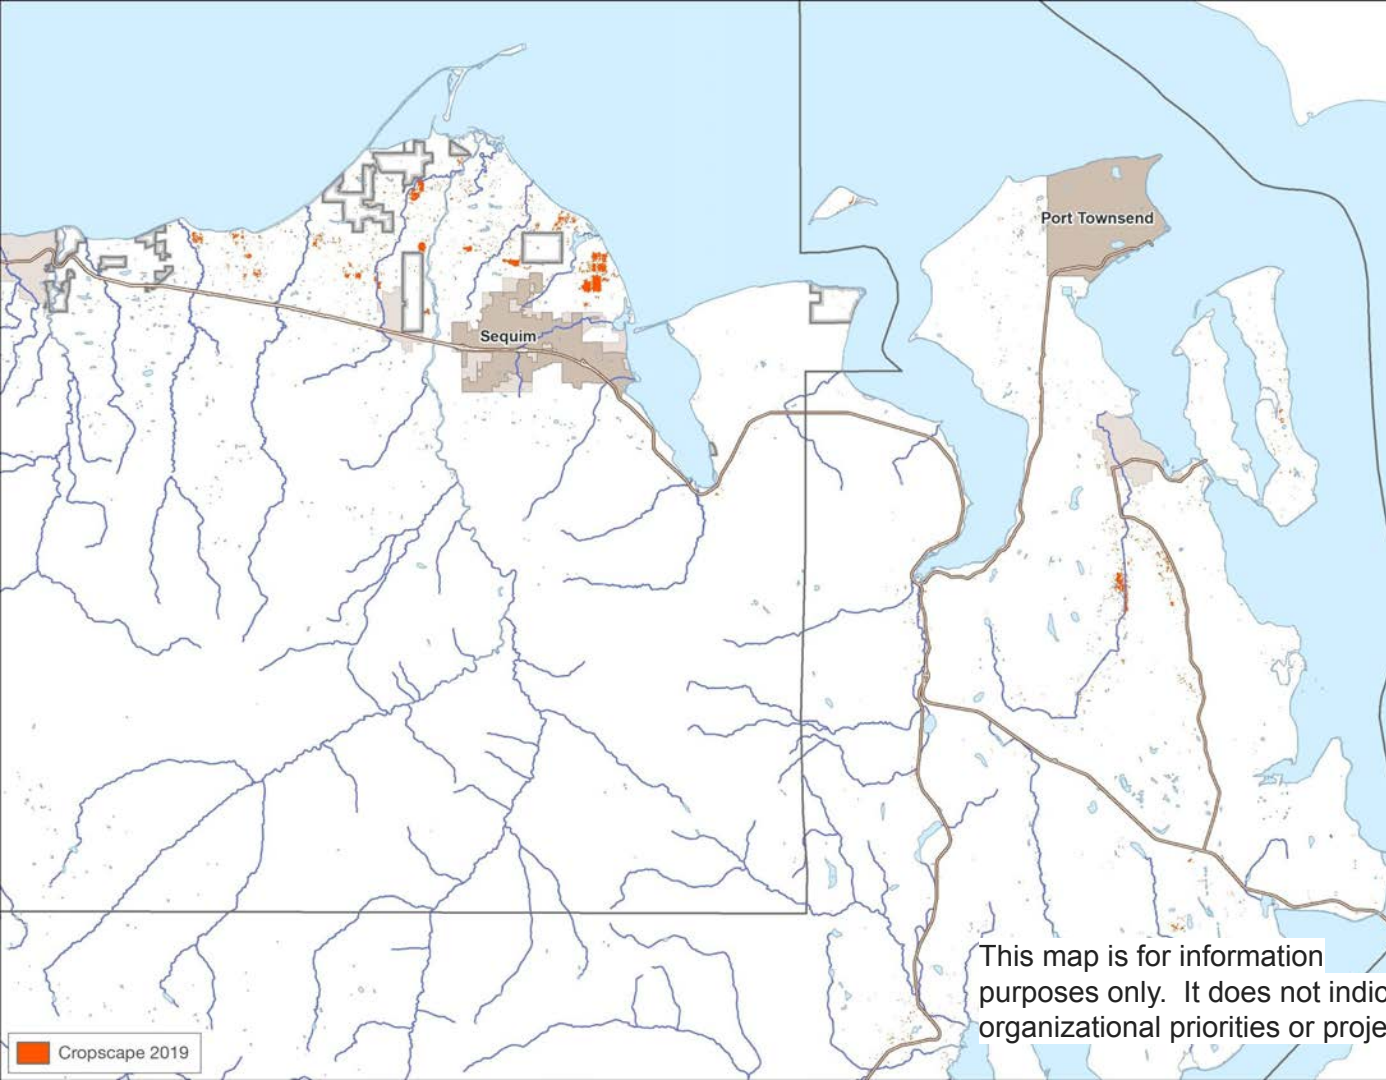 Port Townsend
Sequim
This map is for information
purposes only. It does not indic
organizational priorities or proje
Cropscape 2019